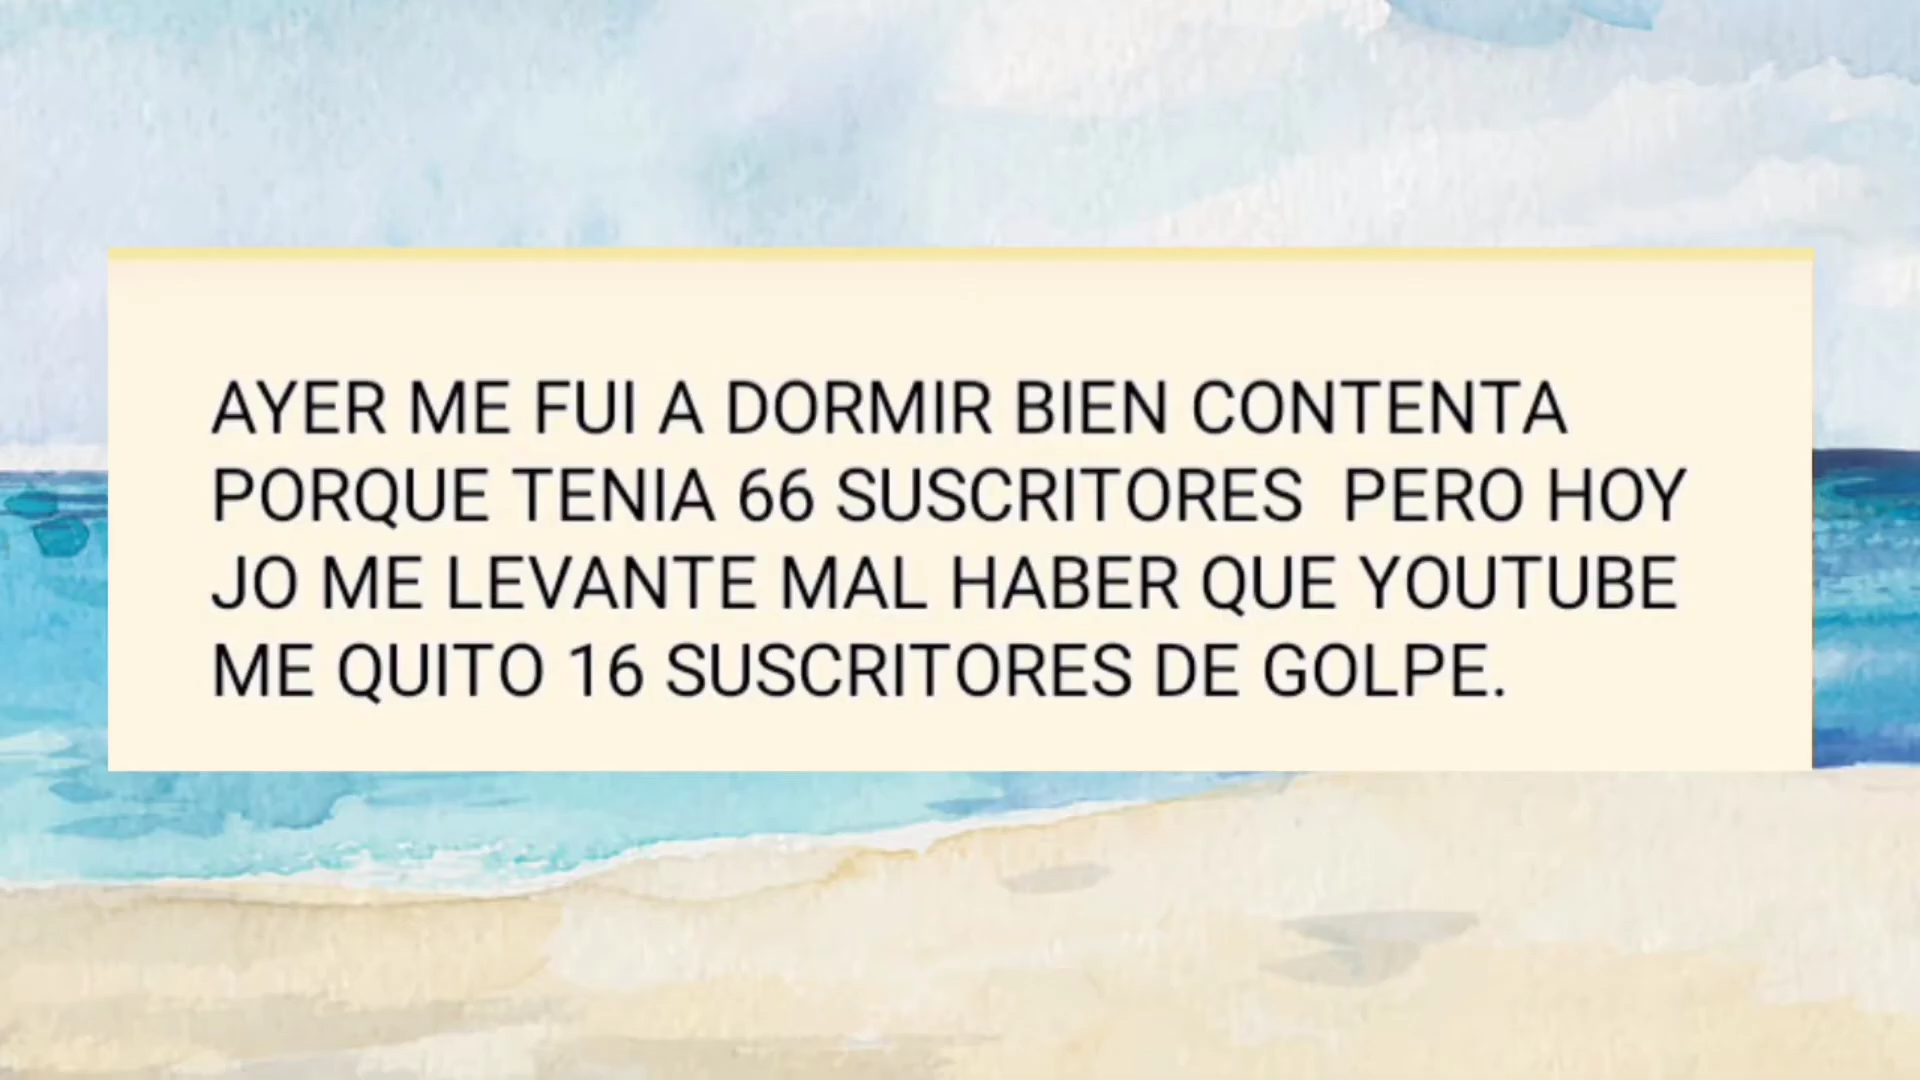 AYER ME FUI A DORMIR BIEN CONTENTA
PORQUE TENIA 66 SUSCRITORES  PERO HOY
JO ME LEVANTE MAL HABER QUE YOUTUBE
ME QUITO 16 SUSCRITORES DE GOLPE.